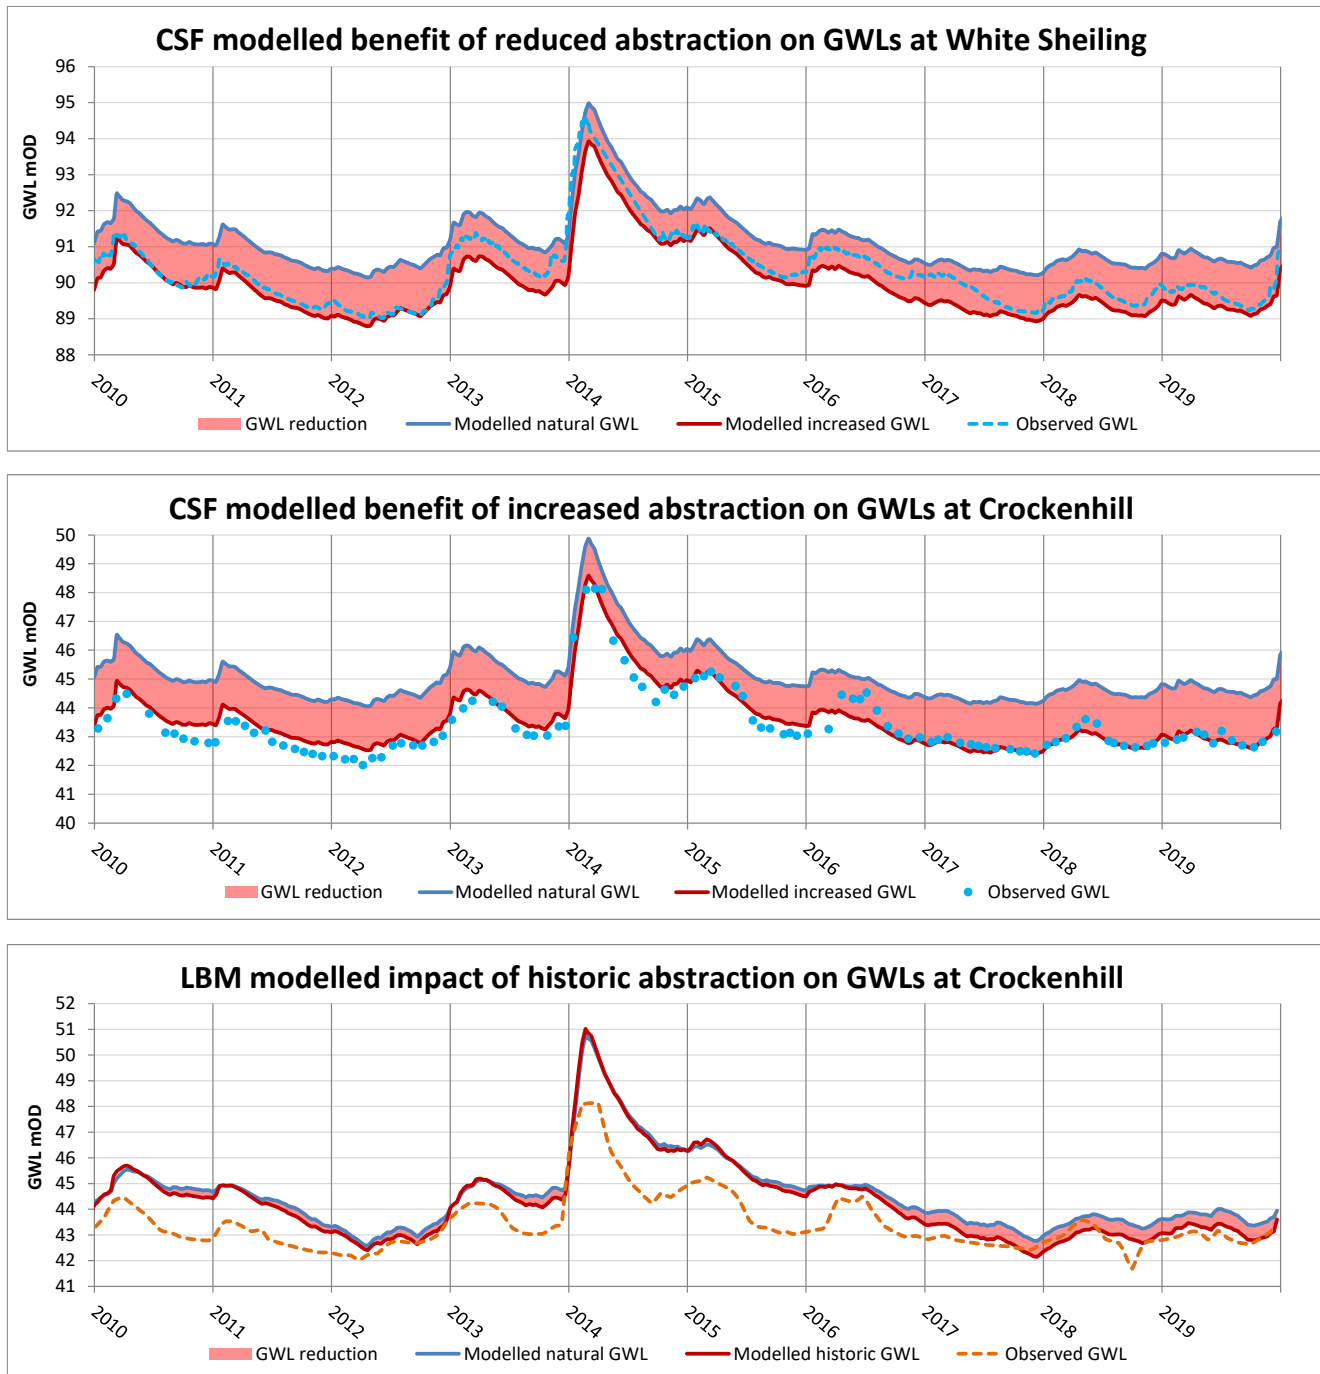 CSF modelled benefit of reduced abstraction on GWLs at White Sheiling
96
95
94
93
92
91
90
89
88
GWL mOD
2010 2011 2012 2013 2014 2015 2016 2017 2018 2019
GWL reduction Modelled natural GWL Modelled increased GWL Observed GWL
CSF modelled benefit of increased abstraction on GWLs at Crockenhill
50
49
48
47
46
45
44
43
42
41
40
GWL mOD
2010 2011 2012 2013 2014 2015 2016 2017 2018 2019
GWL reduction Modelled natural GWL Modelled increased GWL Observed GWL
LBM modelled impact of historic abstraction on GWLs at Crockenhill
52
51
50
49
48
47
46
45
44
43
42
41
GWL mOD
2010 2011 2012 2013 2014 2015 2016 2017 2018 2019
GWL reduction Modelled natural GWL Modelled historic GWL Observed GWL